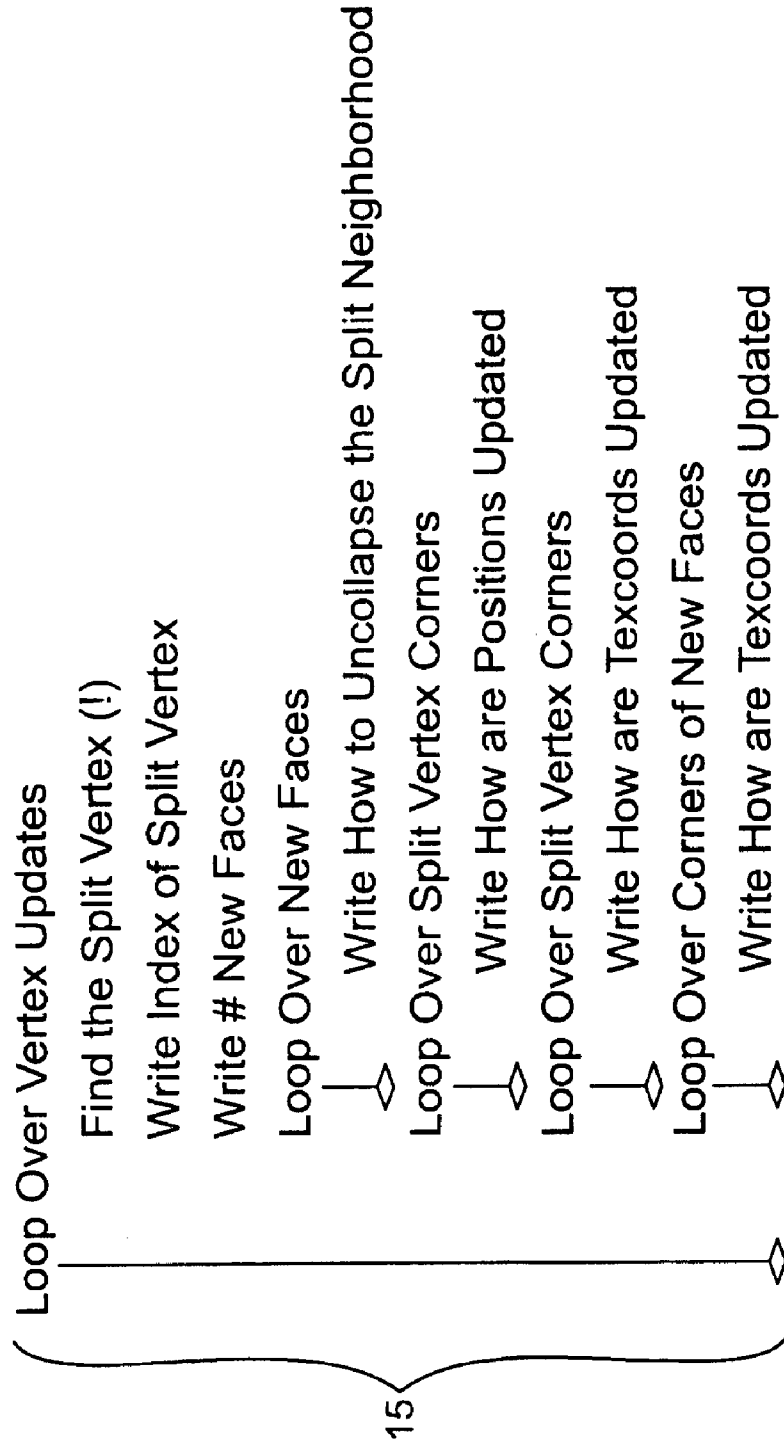 Loop Over Vertex Updates
Find the Split Vertex (!)
Write Index of Split Vertex
Write # New Faces
Loop Over New Faces
Write How to Uncollapse the Split Neighborhood
Loop Over Split Vertex Corners
Write How are Positions Updated
Loop Over Split Vertex Corners
Write How are Texcoords Updated
Loop Over Corners of New Faces
Write How are Texcoords Updated
15